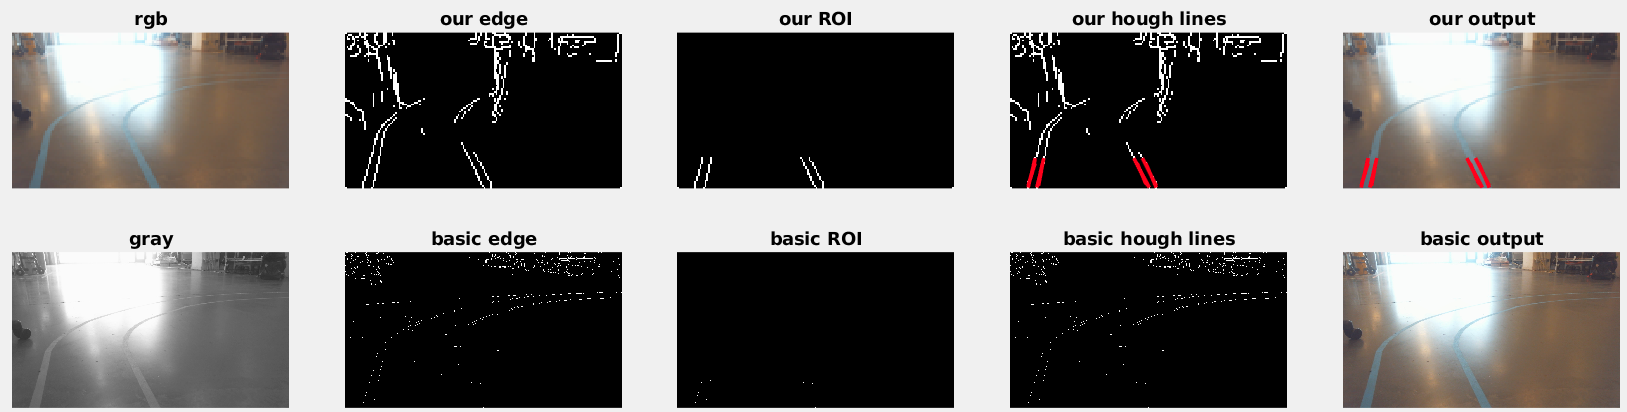 rgb
our edge
our ROI
our hough lines
our output
gray
basic edge
basic ROI
basic hough lines
basic output